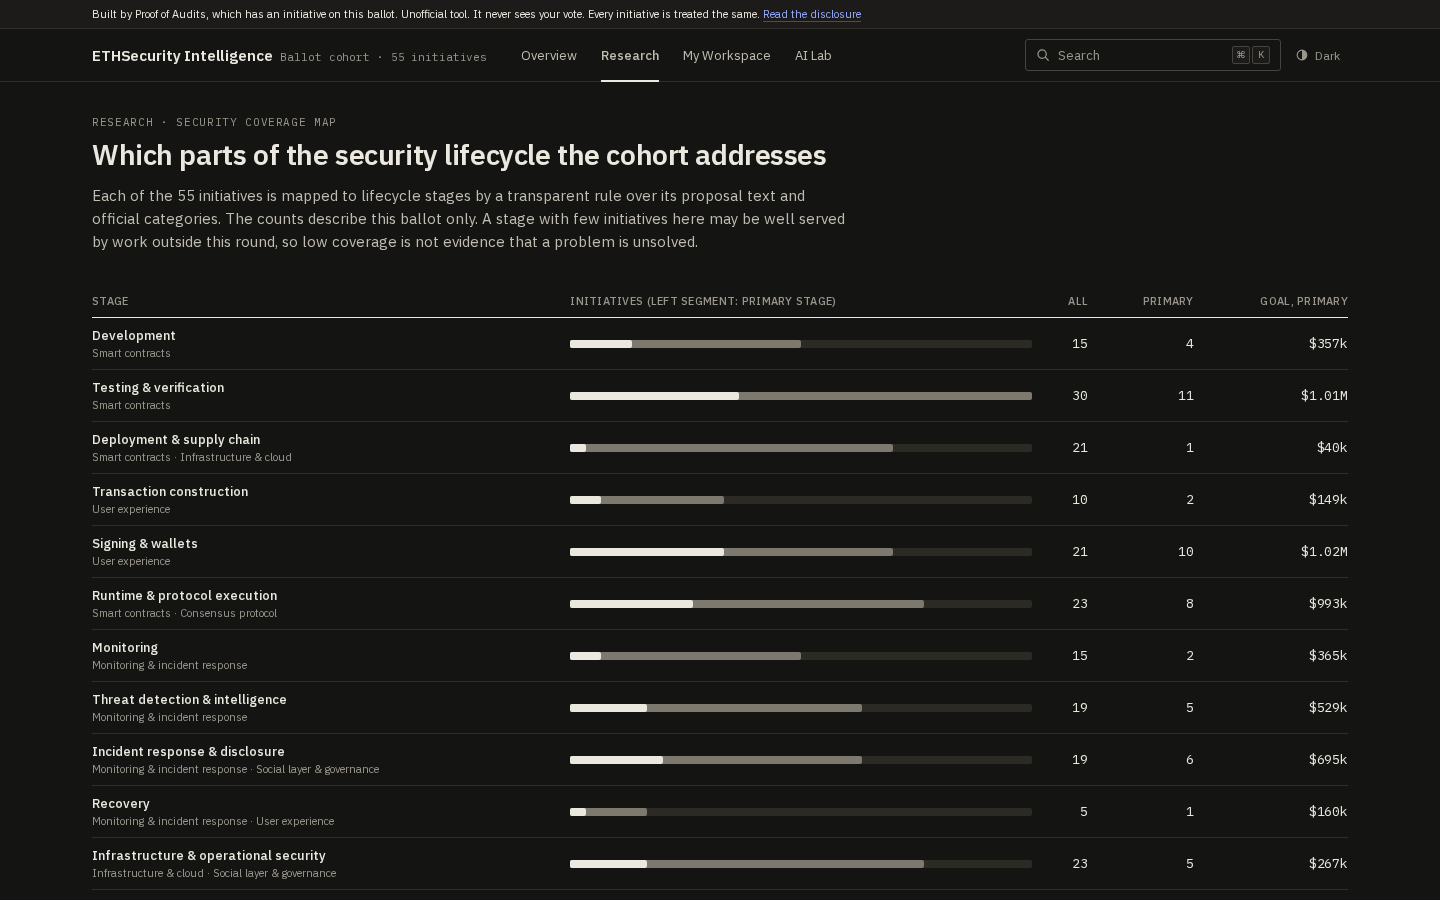 Built by Proof of Audits, which has an initiative on this ballot. Unofficial tool. It never sees your vote. Every initiative is treated the same. Read the disclosure
ETHSecurity Intelligence Ballot cohort · 55 initiatives Overview Research My Workspace AI Lab Search ⌘ K Dark
RESEARCH · SECURITY COVERAGE MAP
Which parts of the security lifecycle the cohort addresses
Each of the 55 initiatives is mapped to lifecycle stages by a transparent rule over its proposal text and
official categories. The counts describe this ballot only. A stage with few initiatives here may be well served
by work outside this round, so low coverage is not evidence that a problem is unsolved.
STAGE INITIATIVES (LEFT SEGMENT: PRIMARY STAGE) ALL PRIMARY GOAL, PRIMARY
Development 15 4 $357k
Smart contracts
Testing & verification 30 11 $1.01M
Smart contracts
Deployment & supply chain 21 1 $40k
Smart contracts · Infrastructure & cloud
Transaction construction 10 2 $149k
User experience
Signing & wallets 21 10 $1.02M
User experience
Runtime & protocol execution 23 8 $993k
Smart contracts · Consensus protocol
Monitoring 15 2 $365k
Monitoring & incident response
Threat detection & intelligence 19 5 $529k
Monitoring & incident response
Incident response & disclosure 19 6 $695k
Monitoring & incident response · Social layer & governance
Recovery 5 1 $160k
Monitoring & incident response · User experience
Infrastructure & operational security 23 5 $267k
Infrastructure & cloud · Social layer & governance